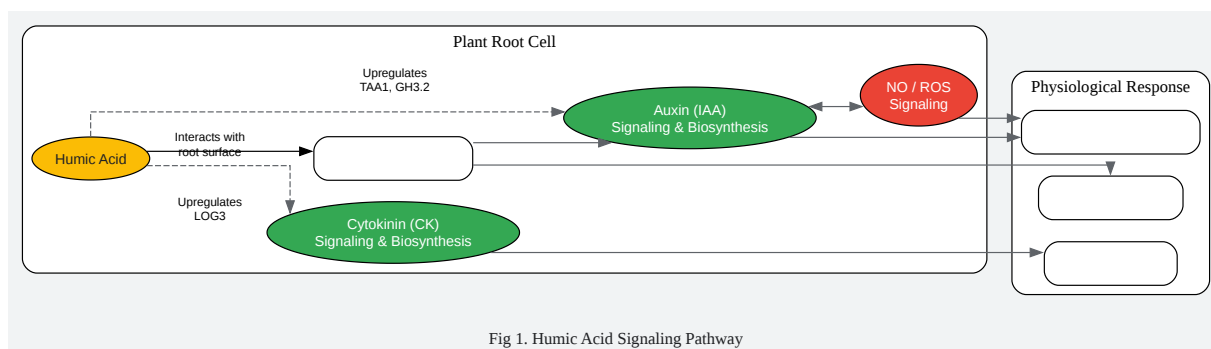 Plant Root Cell
Upregulates
TAA1, GH3.2
NO / ROS
Signaling
Physiological Response
Auxin (IAA)
Signaling & Biosynthesis
Interacts with
root surface
Humic Acid
Upregulates
LOG3
Cytokinin (CK)
Signaling & Biosynthesis
Fig 1. Humic Acid Signaling Pathway